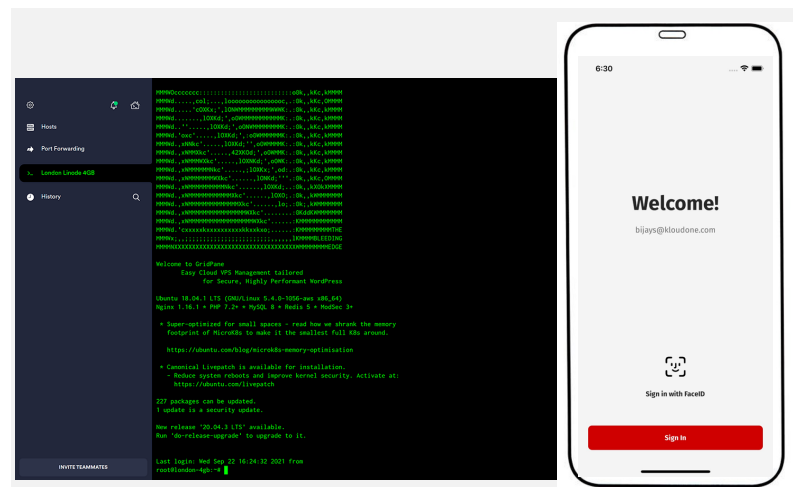 Hosts
Port Forwarding
London Linode 4GB
History
INVITE TEAMMATES
THE
BLEEDING
EDGE
Welcome to GridPane
Easy Cloud VPS Management tailored
for Secure, Highly Performant WordPress
Ubuntu 18.04.1 LTS (GNU/Linux 5.4.0-1056-aws x86_64)
Nginx 1.16.1 * PHP 7.2+ * MySQL 8 * Redis 5 * ModSec 3+
* Super-optimized for small spaces - read how we shrank the memory
footprint of MicroK8s to make it the smallest full K8s around.
https://ubuntu.com/blog/microk8s-memory-optimisation
* Canonical Livepatch is available for installation.
- Reduce system reboots and improve kernel security. Activate at:
https://ubuntu.com/livepatch
227 packages can be updated.
1 update is a security update.
New release '20.04.3 LTS' available.
Run 'do-release-upgrade' to upgrade to it.
Last login: Wed Sep 22 16:24:32 2021 from
root@london-4gb:~#
6:30
Welcome!
bijays@kloudone.com
Sign in with FaceID
Sign In